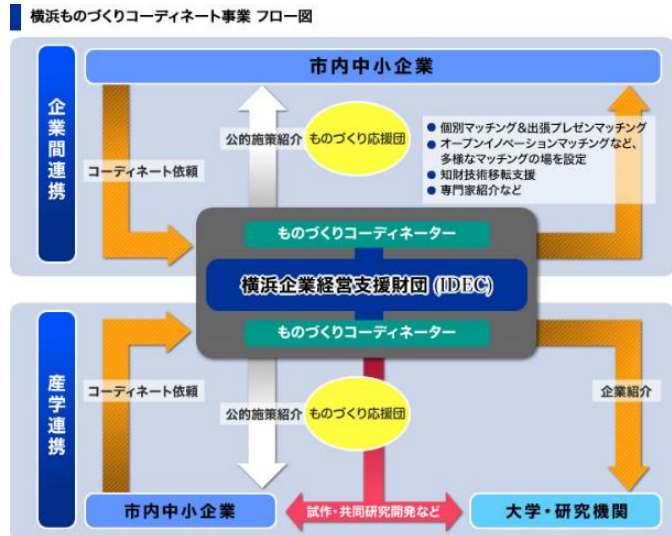 横浜ものづくりコーディネート事業 フロー図
企業間連携
市内中小企業
コーディネート依頼
公的施策紹介
ものづくり応援団
● 個別マッチング&出張プレゼンマッチング
● オープンイノベーションマッチングなど、
多様なマッチングの場を設定
● 知財技術移転支援
● 専門家紹介など
ものづくりコーディネーター
横浜企業経営支援財団 (IDEC)
ものづくりコーディネーター
産学連携
コーディネート依頼
公的施策紹介
ものづくり応援団
企業紹介
市内中小企業
試作・共同研究開発など
大学・研究機関